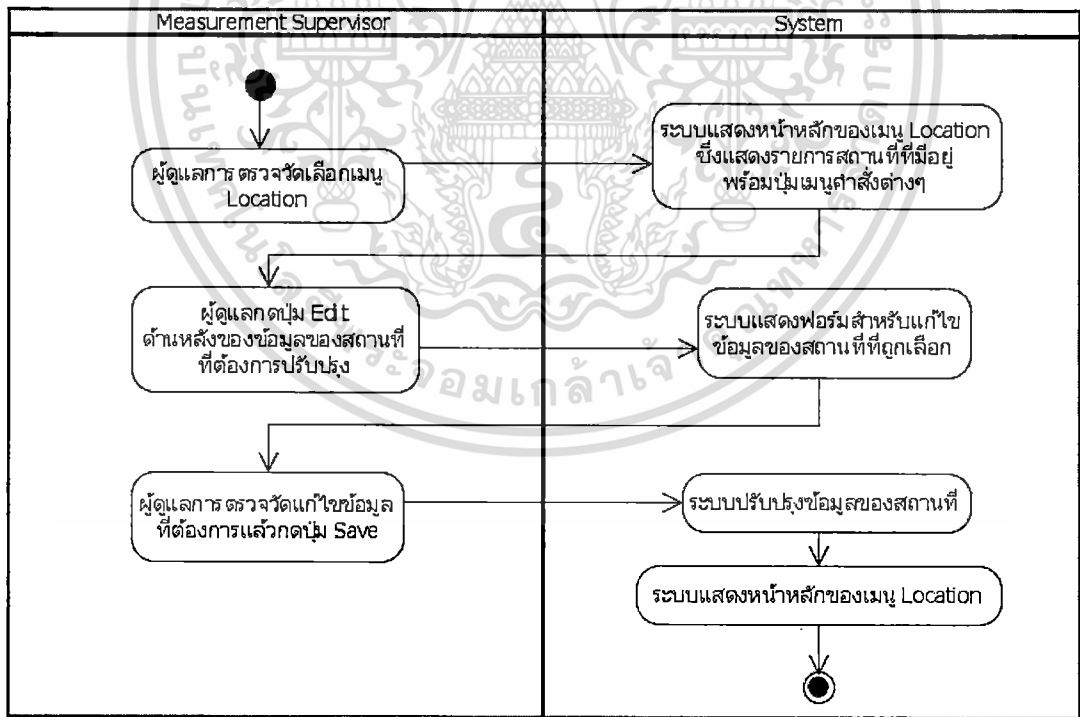 Measurement Supervisor
System
ผู้ดูแลการตรวจวัดเลือกเมนู
Location
ระบบแสดงหน้าหลักของเมนู Location
ซึ่งแสดงรายการสถานที่ที่มีอยู่
พร้อมปุ่มเมนูคำสั่งต่างๆ
ผู้ดูแลกดปุ่ม Edit
ด้านหลังของข้อมูลของสถานที่
ที่ต้องการปรับปรุง
ระบบแสดงฟอร์มสำหรับแก้ไข
ข้อมูลของสถานที่ที่ถูกเลือก
ผู้ดูแลการตรวจวัดแก้ไขข้อมูล
ที่ต้องการแล้วกดปุ่ม Save
ระบบปรับปรุงข้อมูลของสถานที่
ระบบแสดงหน้าหลักของเมนู Location